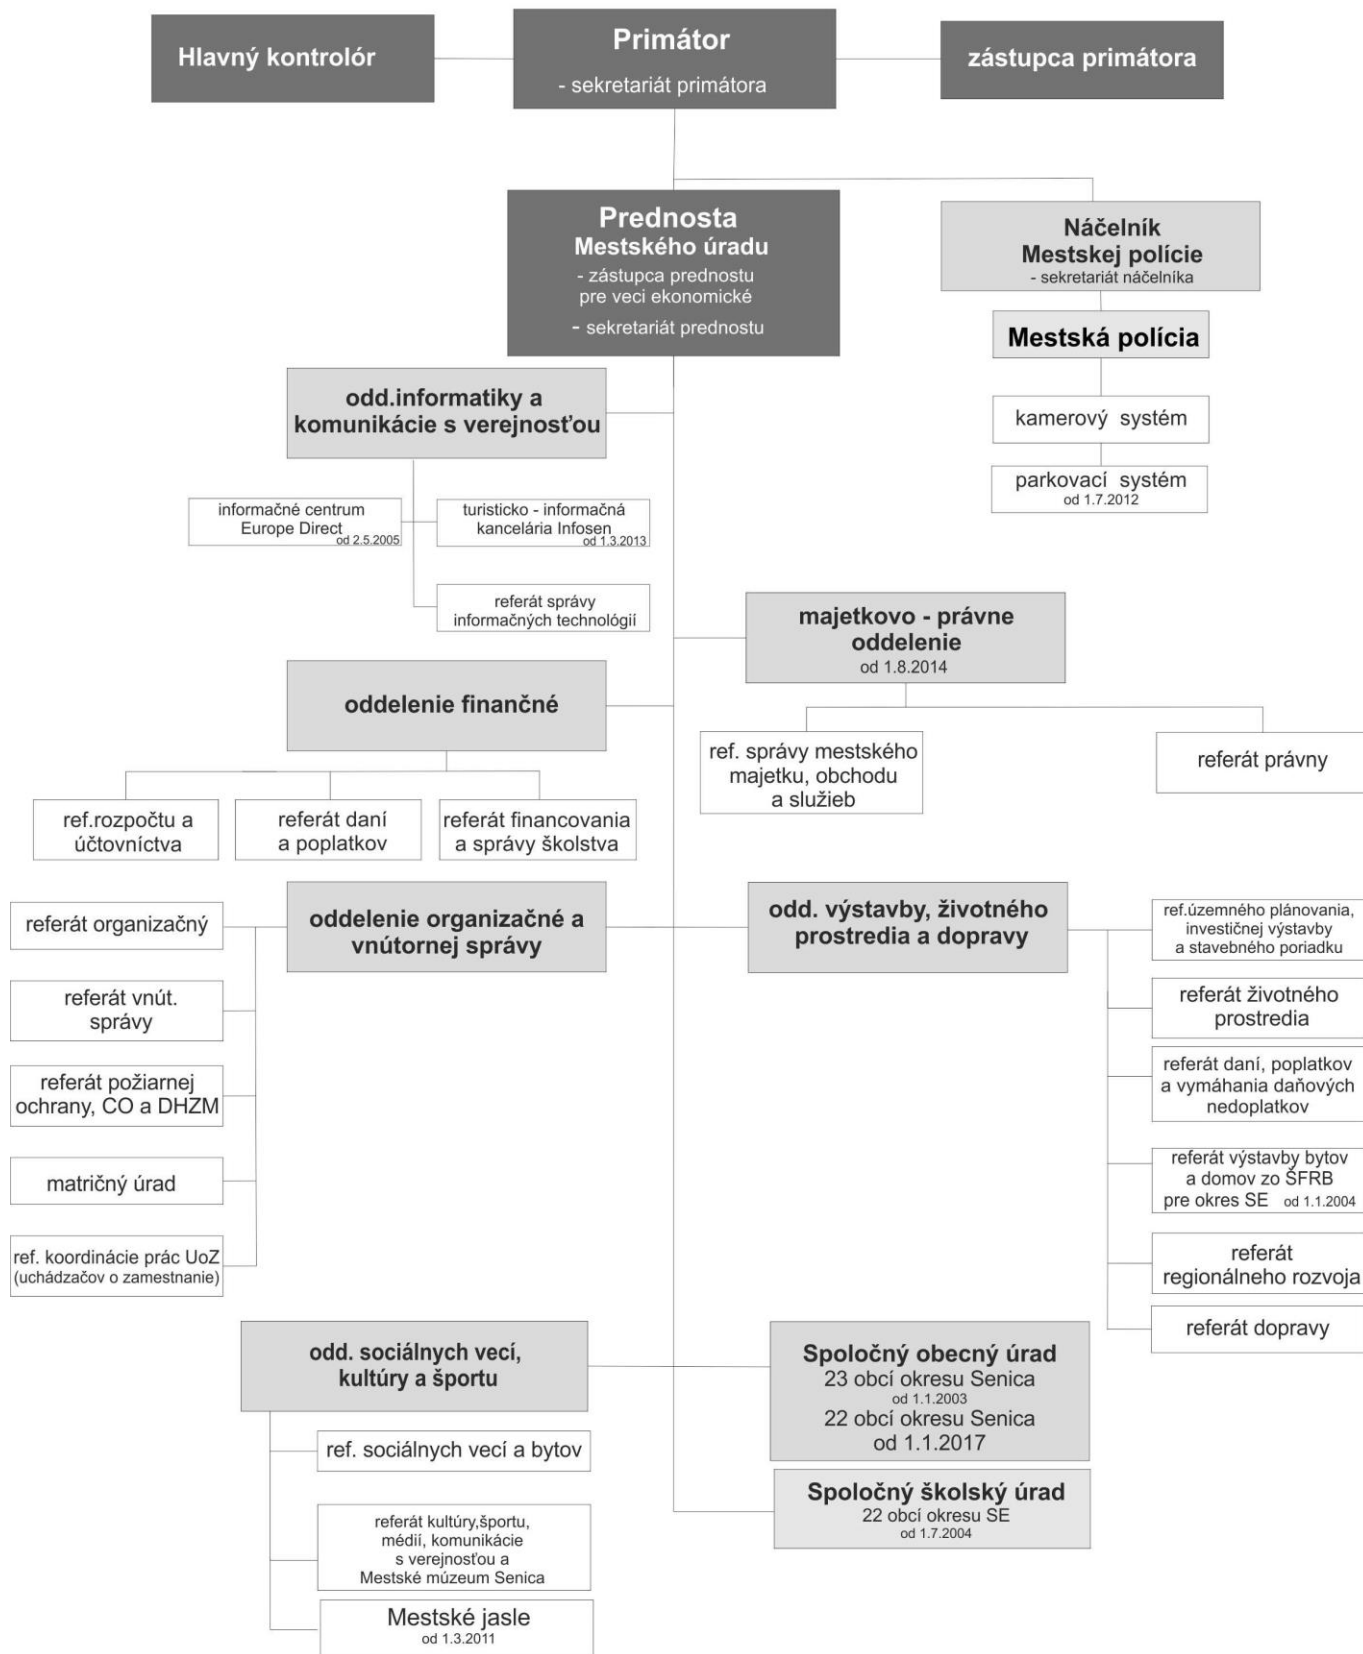 Hlavný kontrolór
Primátor
- sekretariát primátora
zástupca primátora
Prednosta
Mestského úradu
- zástupca prednostu
pre veci ekonomické
- sekretariát prednostu
Náčelník
Mestskej polície
- sekretariát náčelníka
Mestská polícia
kamerový systém
parkovací systém
od 1.7.2012
odd.informatiky a
komunikácie s verejnosťou
informačné centrum
Europe Direct
od 2.5.2005
turisticko - informačná
kancelária Infosen
od 1.3.2013
referát správy
informačných technológií
majetkovo - právne
oddelenie
od 1.8.2014
ref. správy mestského
majetku, obchodu
a služieb
referát právny
oddelenie finančné
ref.rozpočtu a
účtovníctva
referát daní
a poplatkov
referát financovania
a správy školstva
oddelenie organizačné a
vnútornej správy
referát organizačný
referát vnút.
správy
referát požiarnej
ochrany, CO a DHZM
matričný úrad
ref. koordinácie prác UoZ
(uchádzačov o zamestnanie)
odd. výstavby, životného
prostredia a dopravy
ref.územného plánovania,
investičnej výstavby
a stavebného poriadku
referát životného
prostredia
referát daní, poplatkov
a vymáhania daňových
nedoplatkov
referát výstavby bytov
a domov zo ŠFRB
pre okres SE od 1.1.2004
referát
regionálneho rozvoja
referát dopravy
odd. sociálnych vecí,
kultúry a športu
ref. sociálnych vecí a bytov
referát kultúry,športu,
médií, komunikácie
s verejnosťou a
Mestské múzeum Senica
Mestské jasle
od 1.3.2011
Spoločný obecný úrad
23 obcí okresu Senica
od 1.1.2003
22 obcí okresu Senica
od 1.1.2017
Spoločný školský úrad
22 obcí okresu SE
od 1.7.2004